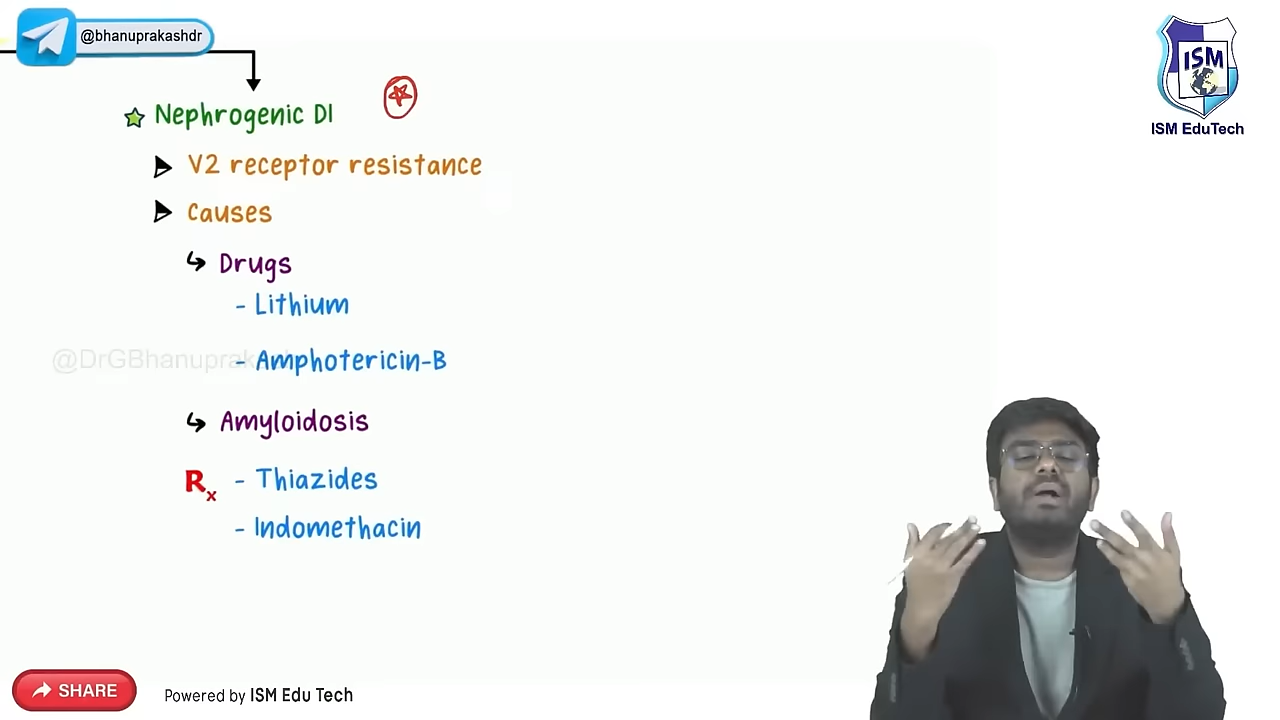 @bhanuprakashdr
ISM
ISM EduTech
Nephrogenic DI
V2 receptor resistance
Causes
Drugs
- Lithium
@DrGBhanuprak
- Amphotericin-B
Amyloidosis
Rx - Thiazides
- Indomethacin
SHARE
Powered by ISM Edu Tech